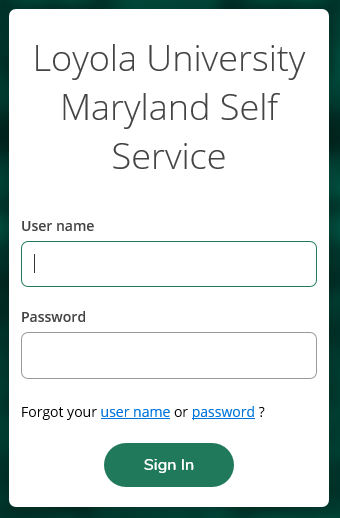 Loyola University
Maryland Self
Service
User name
Password
Forgot your user name or password ?
Sign In